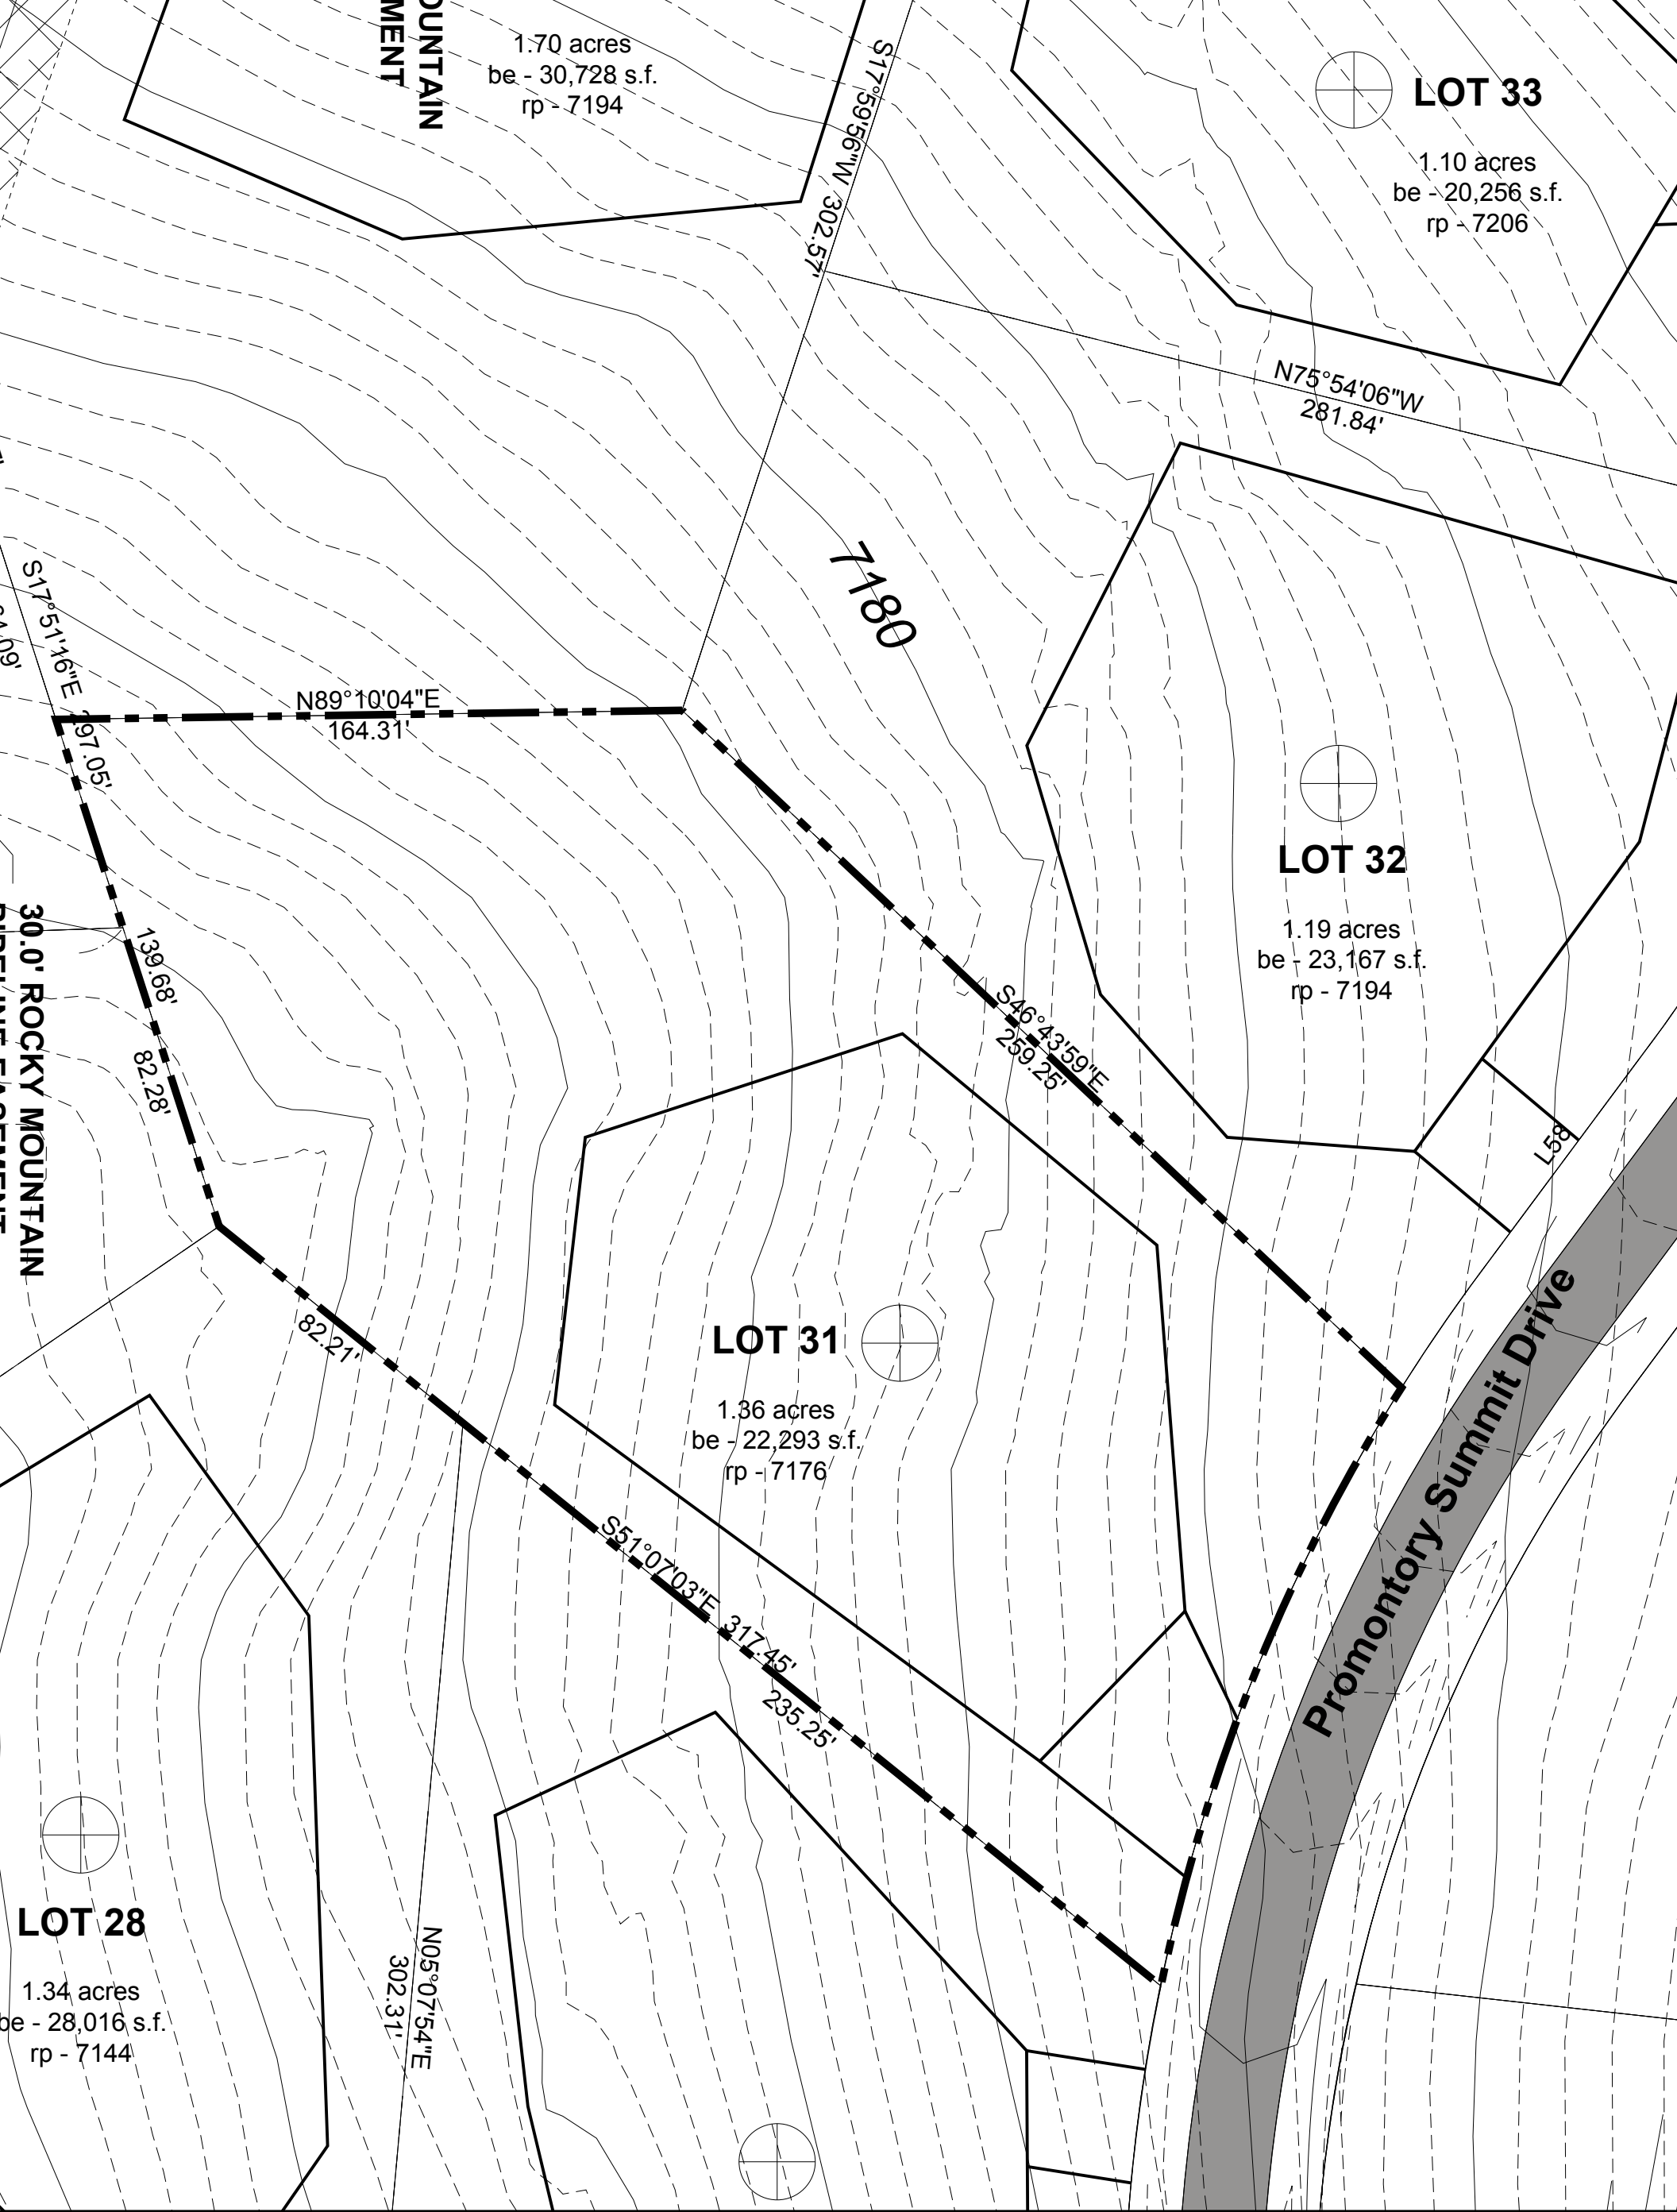 OUNTAIN
MENT
1.70 acres
be - 30,728 s.f.
rp - 7194
S17°59'56"W 302.57'
LOT 33
1.10 acres
be - 20,256 s.f.
rp - 7206
N75°54'06"W
281.84'
7180
S17°51'16"E
297.05'
N89°10'04"E
164.31'
139.68'
82.28'
30.0' ROCKY MOUNTAIN
PIPELINE EASEMENT
LOT 32
1.19 acres
be - 23,167 s.f.
rp - 7194
S46°43'59"E
259.25'
L58
82.21'
LOT 31
1.36 acres
be - 22,293 s.f.
rp - 7176
Promontory Summit Drive
S51°07'03"E 317.45'
235.25'
LOT 28
1.34 acres
be - 28,016 s.f.
rp - 7144
N05°07'54"E
302.31'